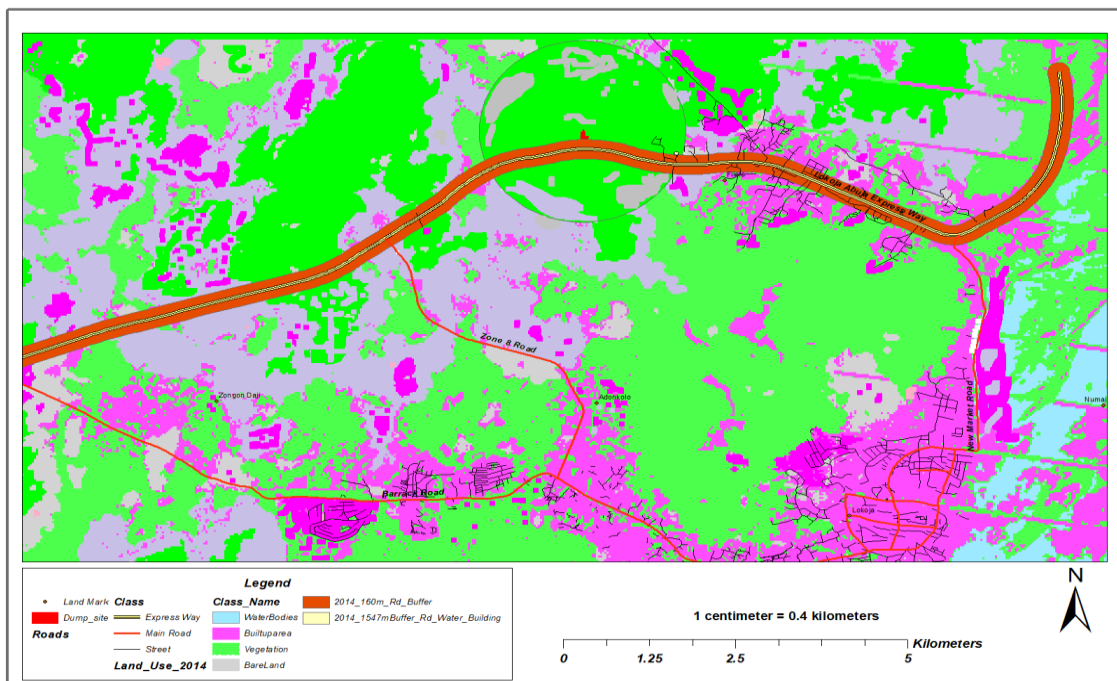 Lokoja Abuja Express Way
Zone 8 Road
Zongon Daji
Adonkolo
Numai
New Market Road
Barrack Road
Lokoja
Legend
Land Mark
Dump_site
Roads
Class
Express Way
Main Road
Street
Land_Use_2014
Class_Name
WaterBodies
Builtuparea
Vegetation
BareLand
2014_160m_Rd_Buffer
2014_1547mBuffer_Rd_Water_Building
1 centimeter = 0.4 kilometers
Kilometers
0 1.25 2.5 5
N